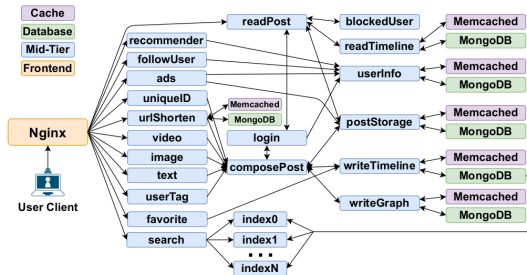 Cache
Database
Mid-Tier
Frontend
Nginx
User Client
readPost
recommender
followUser
ads
uniqueID
urlShorten
video
image
text
userTag
favorite
search
Memcached
MongoDB
login
composePost
index0
index1
indexN
blockedUser
readTimeline
userInfo
postStorage
writeTimeline
writeGraph
Memcached
MongoDB
Memcached
MongoDB
Memcached
MongoDB
Memcached
MongoDB
Memcached
MongoDB